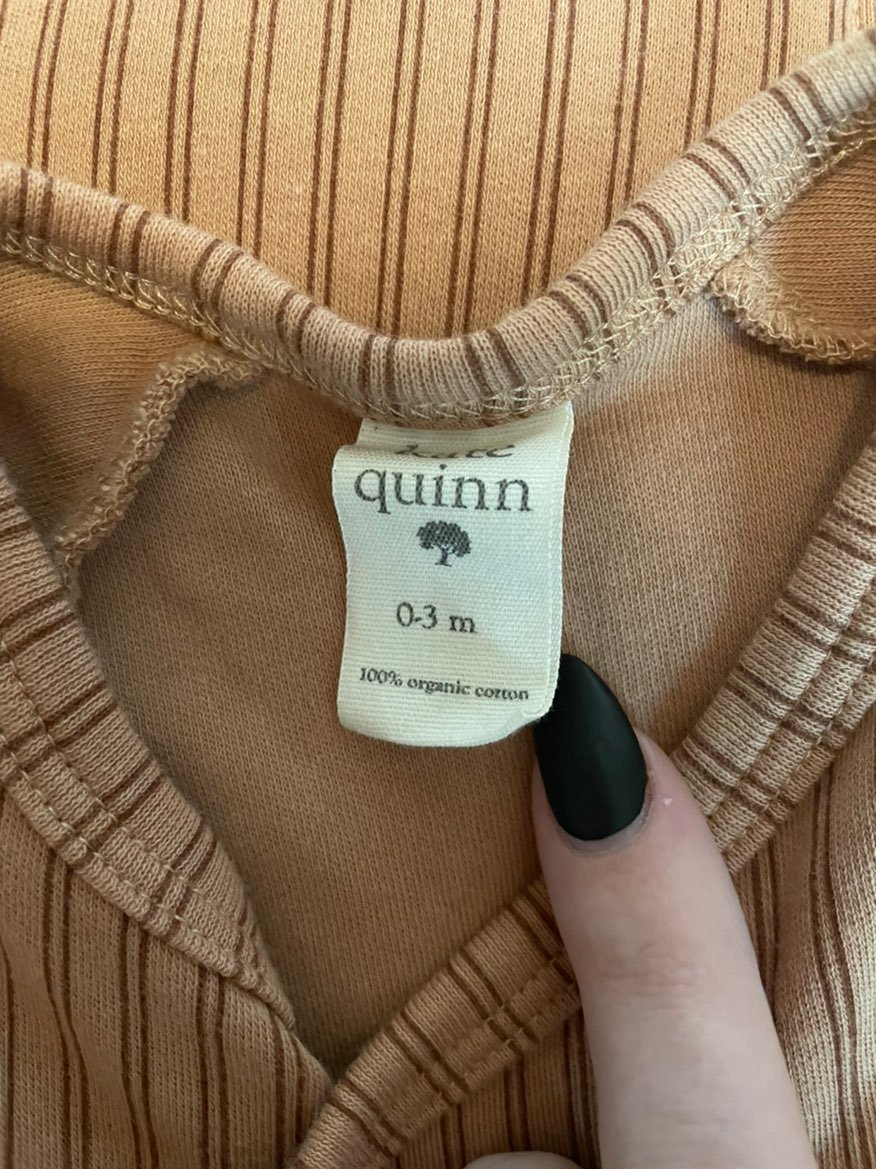 quinn
0-3 m
100% organic cotton